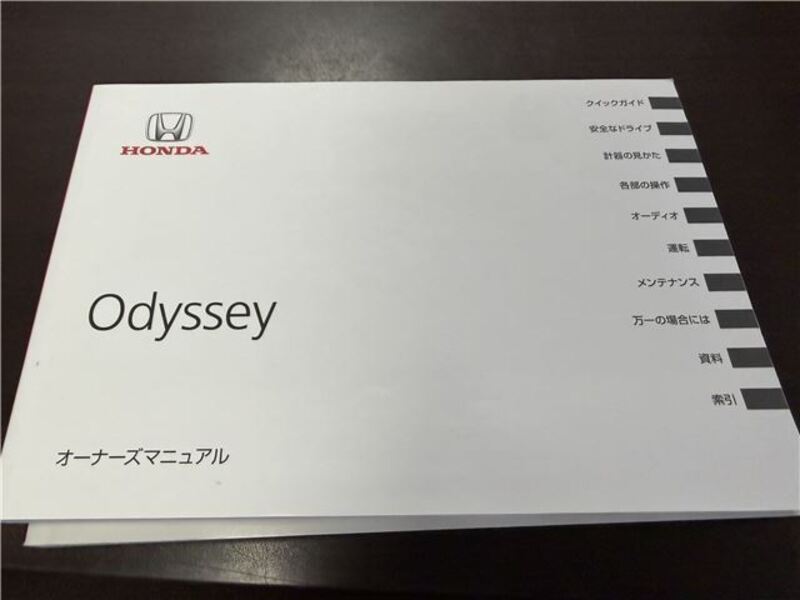 HONDA
Odyssey
オーナーズマニュアル
クイックガイド
安全なドライブ
計器の見かた
各部の操作
オーディオ
運転
メンテナンス
万一の場合には
資料
索引